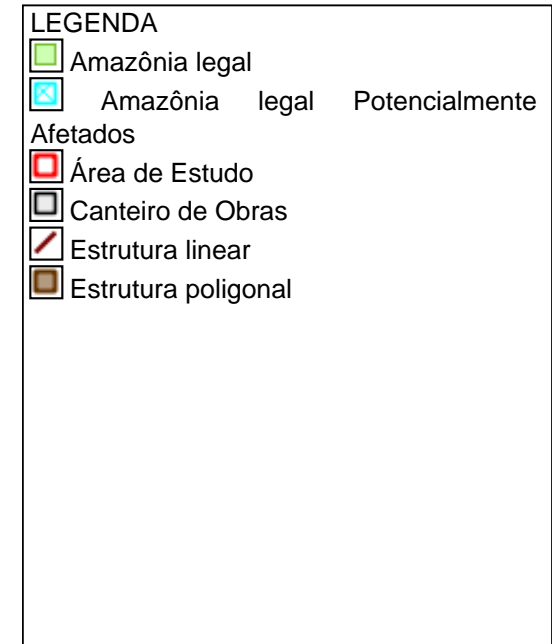 LEGENDA
Amazônia legal
Amazônia legal Potencialmente
Afetados
Área de Estudo
Canteiro de Obras
Estrutura linear
Estrutura poligonal